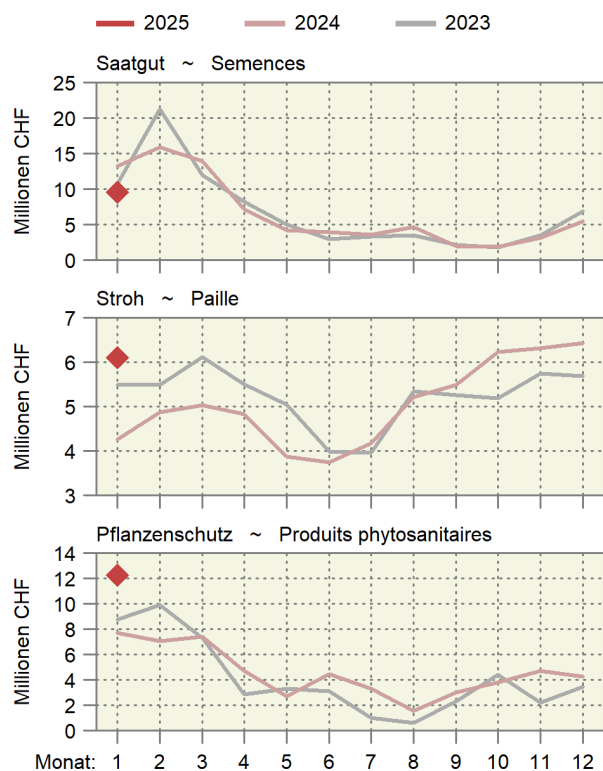 2025 2024 2023
Saatgut ~ Semences
Millionen CHF
25
20
15
10
5
0
Stroh ~ Paille
Millionen CHF
7
6
5
4
3
Pflanzenschutz ~ Produits phytosanitaires
Millionen CHF
14
12
10
8
6
4
2
0
Monat: 1 2 3 4 5 6 7 8 9 10 11 12